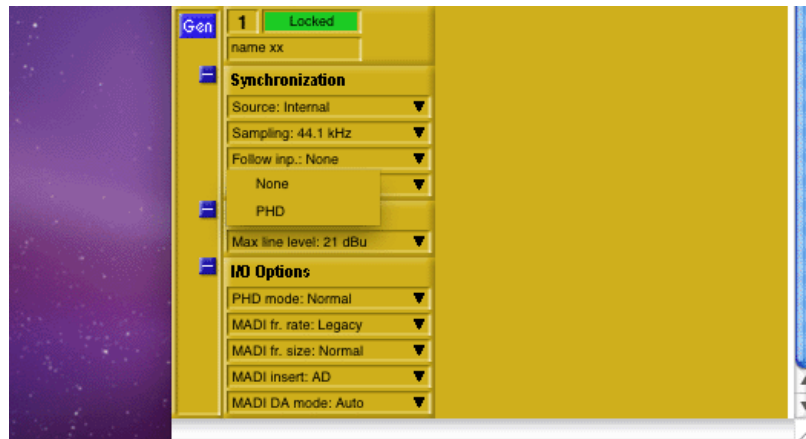 Gen
1 Locked
name xx
Synchronization
Source: Internal
Sampling: 44.1 kHz
Follow inp.: None
None
PHD
Max line level: 21 dBu
I/O Options
PHD mode: Normal
MADI fr. rate: Legacy
MADI fr. size: Normal
MADI insert: AD
MADI DA mode: Auto